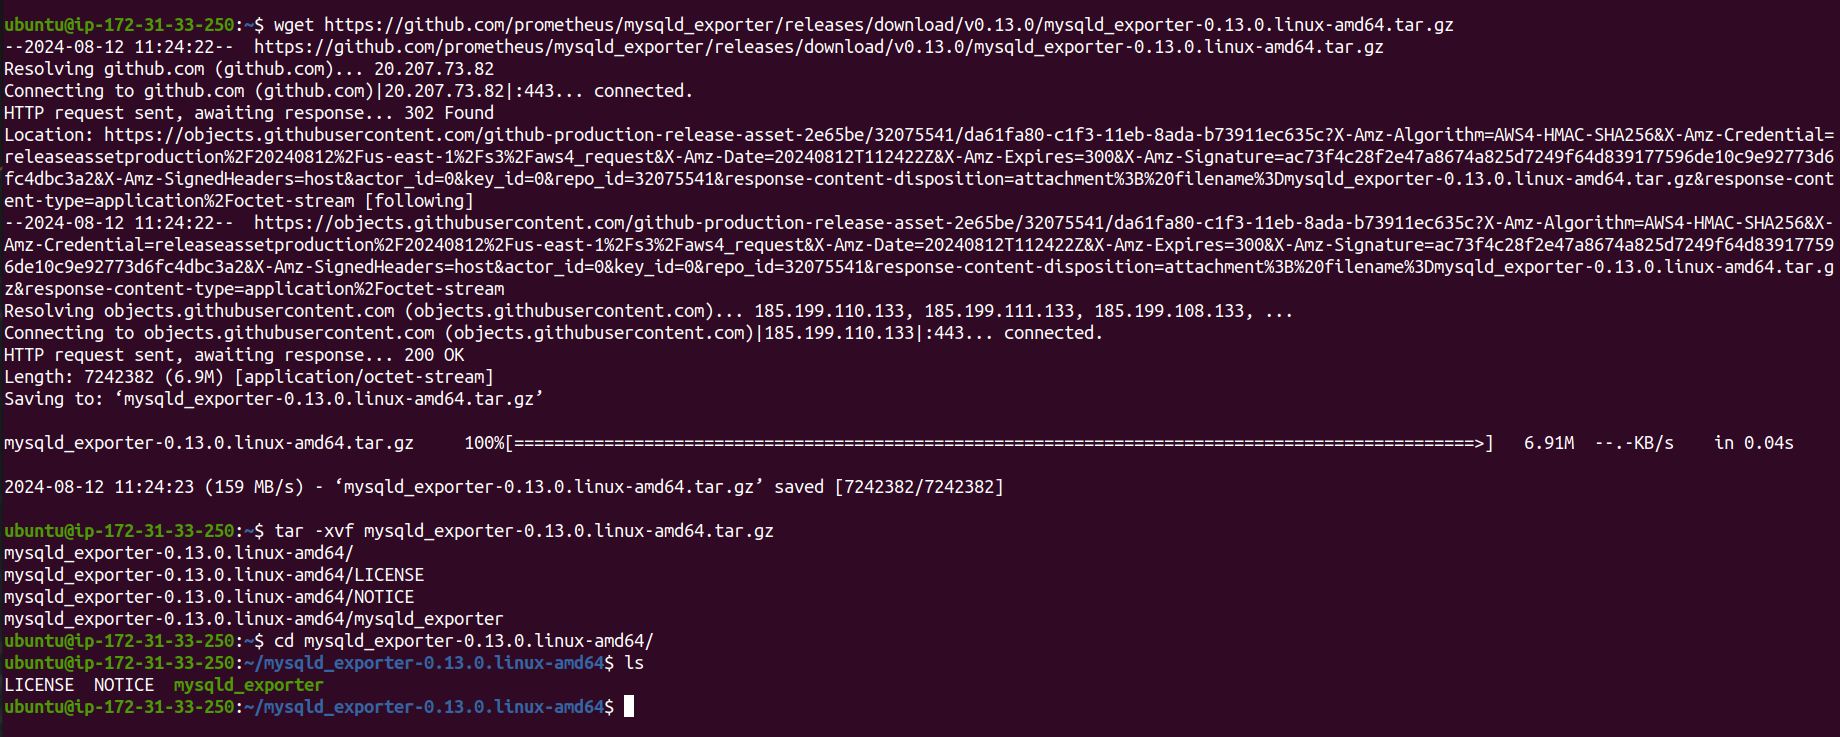 ubuntu@ip-172-31-33-250:~$ wget https://github.com/prometheus/mysqld_exporter/releases/download/v0.13.0/mysqld_exporter-0.13.0.linux-amd64.tar.gz
--2024-08-12 11:24:22--  https://github.com/prometheus/mysqld_exporter/releases/download/v0.13.0/mysqld_exporter-0.13.0.linux-amd64.tar.gz
Resolving github.com (github.com)... 20.207.73.82
Connecting to github.com (github.com)|20.207.73.82|:443... connected.
HTTP request sent, awaiting response... 302 Found
Location: https://objects.githubusercontent.com/github-production-release-asset-2e65be/32075541/da61fa80-c1f3-11eb-8ada-b73911ec635c?X-Amz-Algorithm=AWS4-HMAC-SHA256&X-Amz-Credential=
releaseassetproduction%2F20240812%2Fus-east-1%2Fs3%2Faws4_request&X-Amz-Date=20240812T112422Z&X-Amz-Expires=300&X-Amz-Signature=ac73f4c28f2e47a8674a825d7249f64d839177596de10c9e92773d6
fc4dbc3a2&X-Amz-SignedHeaders=host&actor_id=0&key_id=0&repo_id=32075541&response-content-disposition=attachment%3B%20filename%3Dmysqld_exporter-0.13.0.linux-amd64.tar.gz&response-cont
ent-type=application%2Foctet-stream [following]
--2024-08-12 11:24:22--  https://objects.githubusercontent.com/github-production-release-asset-2e65be/32075541/da61fa80-c1f3-11eb-8ada-b73911ec635c?X-Amz-Algorithm=AWS4-HMAC-SHA256&X-
Amz-Credential=releaseassetproduction%2F20240812%2Fus-east-1%2Fs3%2Faws4_request&X-Amz-Date=20240812T112422Z&X-Amz-Expires=300&X-Amz-Signature=ac73f4c28f2e47a8674a825d7249f64d83917759
6de10c9e92773d6fc4dbc3a2&X-Amz-SignedHeaders=host&actor_id=0&key_id=0&repo_id=32075541&response-content-disposition=attachment%3B%20filename%3Dmysqld_exporter-0.13.0.linux-amd64.tar.g
z&response-content-type=application%2Foctet-stream
Resolving objects.githubusercontent.com (objects.githubusercontent.com)... 185.199.110.133, 185.199.111.133, 185.199.108.133, ...
Connecting to objects.githubusercontent.com (objects.githubusercontent.com)|185.199.110.133|:443... connected.
HTTP request sent, awaiting response... 200 OK
Length: 7242382 (6.9M) [application/octet-stream]
Saving to: ‘mysqld_exporter-0.13.0.linux-amd64.tar.gz’
mysqld_exporter-0.13.0.linux-amd64.tar.gz     100%[================================================================================================>]   6.91M  --.-KB/s    in 0.04s
2024-08-12 11:24:23 (159 MB/s) - ‘mysqld_exporter-0.13.0.linux-amd64.tar.gz’ saved [7242382/7242382]
ubuntu@ip-172-31-33-250:~$ tar -xvf mysqld_exporter-0.13.0.linux-amd64.tar.gz
mysqld_exporter-0.13.0.linux-amd64/
mysqld_exporter-0.13.0.linux-amd64/LICENSE
mysqld_exporter-0.13.0.linux-amd64/NOTICE
mysqld_exporter-0.13.0.linux-amd64/mysqld_exporter
ubuntu@ip-172-31-33-250:~$ cd mysqld_exporter-0.13.0.linux-amd64/
ubuntu@ip-172-31-33-250:~/mysqld_exporter-0.13.0.linux-amd64$ ls
LICENSE  NOTICE  mysqld_exporter
ubuntu@ip-172-31-33-250:~/mysqld_exporter-0.13.0.linux-amd64$